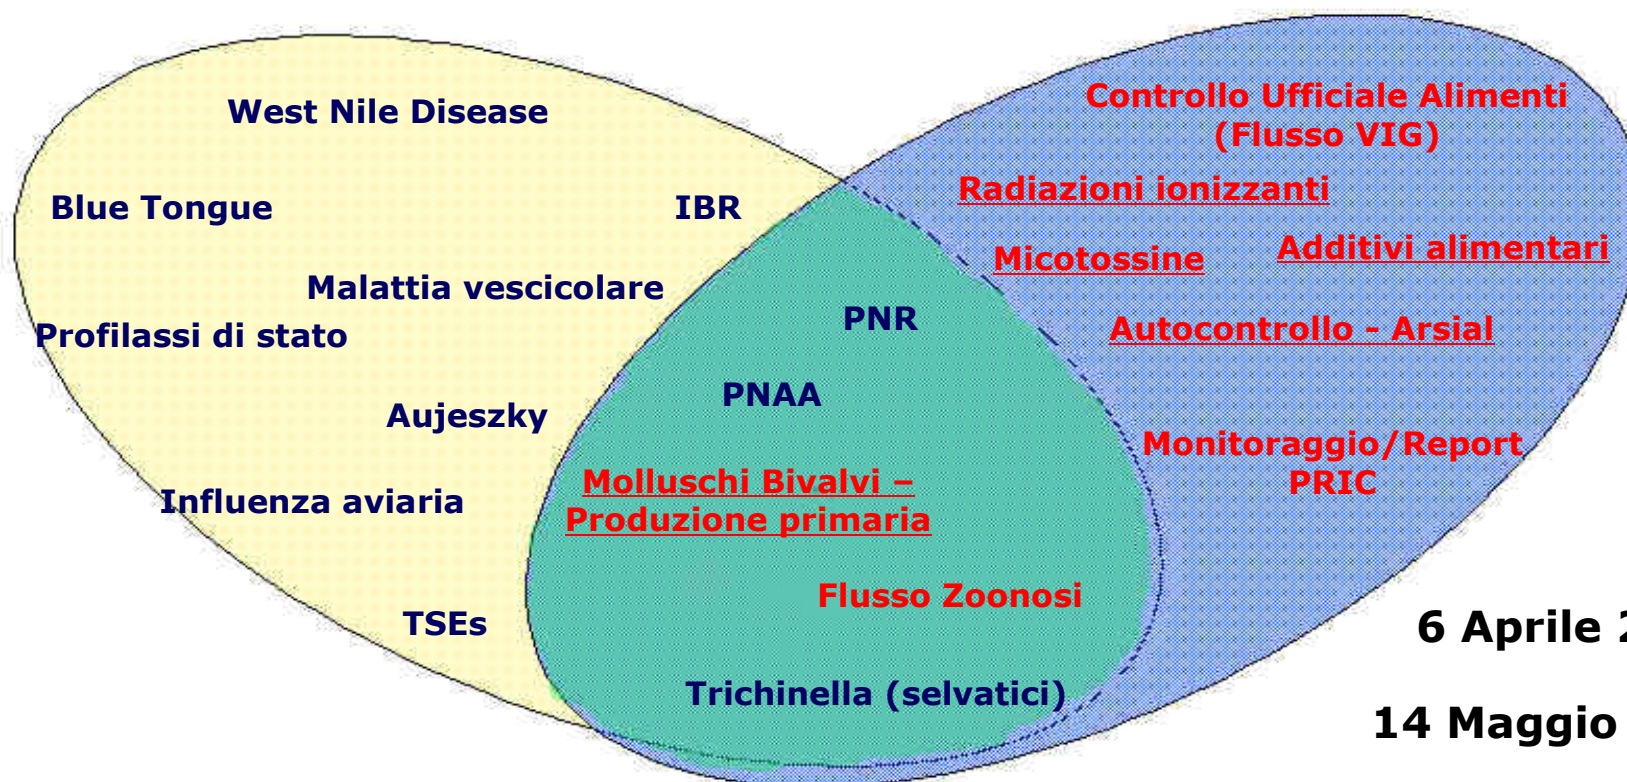 West Nile Disease
Blue Tongue
IBR
Malattia vescicolare
Profilassi di stato
Aujeszky
Influenza aviaria
TSEs
PNR
PNAA
Molluschi Bivalvi –
Produzione primaria
Flusso Zoonosi
Trichinella (selvatici)
Controllo Ufficiale Alimenti
(Flusso VIG)
Radiazioni ionizzanti
Micotossine
Additivi alimentari
Autocontrollo - Arsial
Monitoraggio/Report
PRIC
6 Aprile
14 Maggio